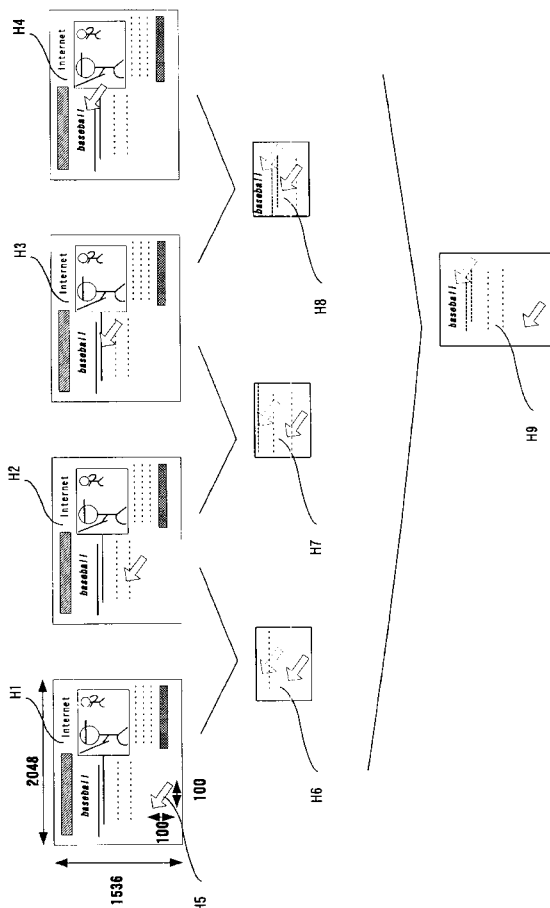 H1
H2
H3
H4
2048
1536
Internet
baseball
100
100
H5
Internet
baseball
Internet
baseball
Internet
baseball
H6
H7
baseball
H8
baseball
H9